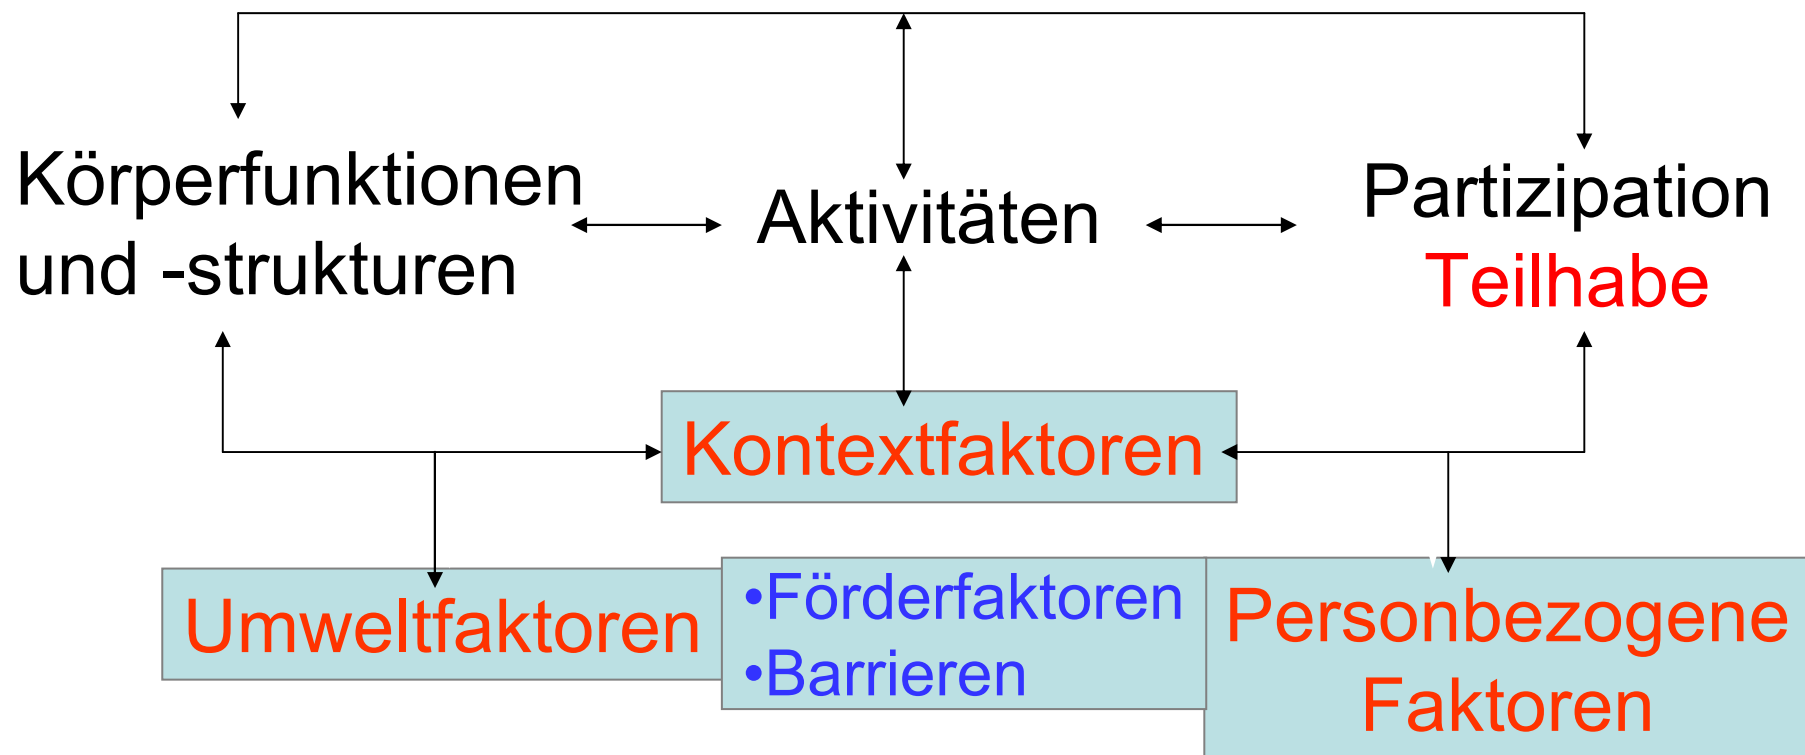 Körperfunktionen
und -strukturen
Aktivitäten
Partizipation
Teilhabe
Kontextfaktoren
Umweltfaktoren
•Förderfaktoren
•Barrieren
Personbezogene
Faktoren